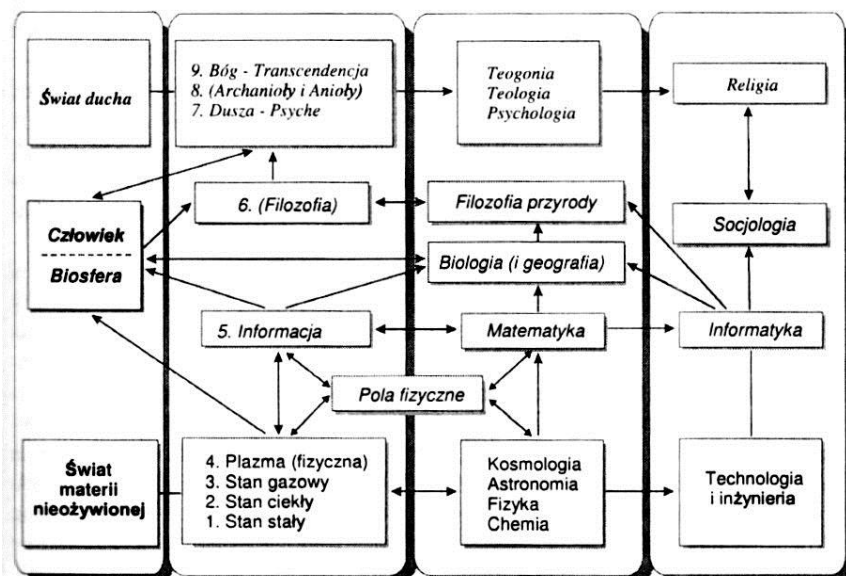 Świat ducha
9. Bóg - Transcendencja
8. (Archanioły i Anioły)
7. Dusza - Psyche
Teogonia
Teologia
Psychologia
Religia
Człowiek
Biosfera
6. (Filozofia)
Filozofia przyrody
Socjologia
Biologia (i geografia)
5. Informacja
Matematyka
Informatyka
Pola fizyczne
Świat
materii
nieożywionej
4. Plazma (fizyczna)
3. Stan gazowy
2. Stan ciekły
1. Stan stały
Kosmologia
Astronomia
Fizyka
Chemia
Technologia
i inżynieria